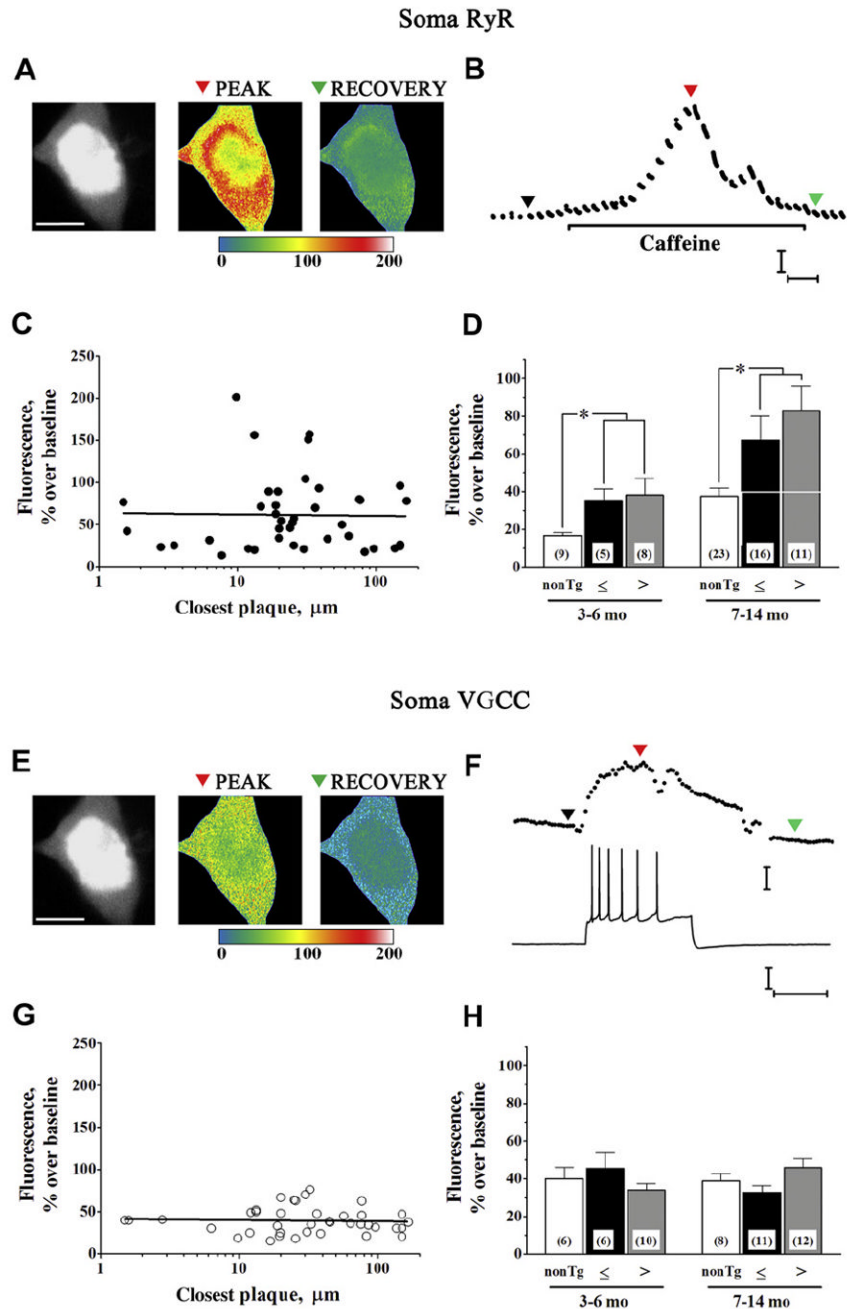 Soma RyR
A
PEAK
RECOVERY
0 100 200
B
Caffeine
C
Fluorescence,
% over baseline
250
200
150
100
50
0
1 10 100
Closest plaque, μm
D
Fluorescence,
% over baseline
100
80
60
40
20
0
*
*
(9) (5) (8) (23) (16) (11)
nonTg ≤ > nonTg ≤ >
3-6 mo 7-14 mo
Soma VGCC
E
PEAK
RECOVERY
0 100 200
F
G
Fluorescence,
% over baseline
250
200
150
100
50
0
1 10 100
Closest plaque, μm
H
Fluorescence,
% over baseline
100
80
60
40
20
0
(6) (6) (10) (8) (11) (12)
nonTg ≤ > nonTg ≤ >
3-6 mo 7-14 mo